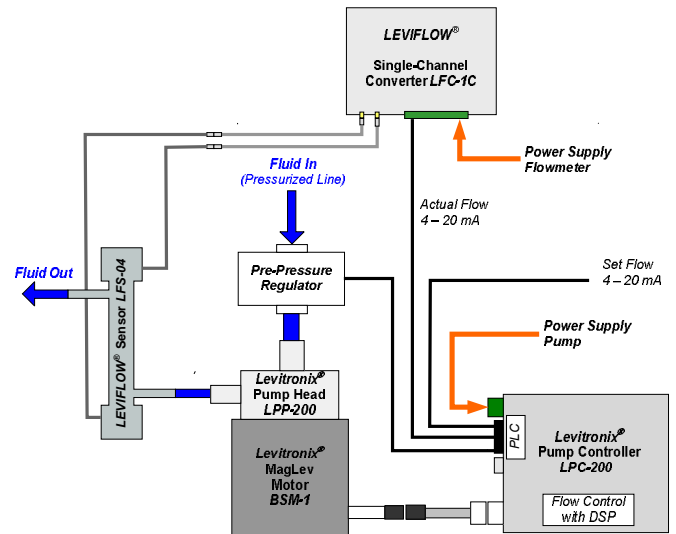 LEVIFLOW®
Single-Channel
Converter LFC-1C
Fluid In
(Pressurized Line)
Power Supply
Flowmeter
Actual Flow
4 – 20 mA
Set Flow
4 – 20 mA
Fluid Out
Pre-Pressure
Regulator
LEVIFLOW® Sensor LFS-04
Power Supply
Pump
Levitronix®
Pump Head
LPP-200
Levitronix®
MagLev
Motor
BSM-1
PLC
Levitronix®
Pump Controller
LPC-200
Flow Control
with DSP